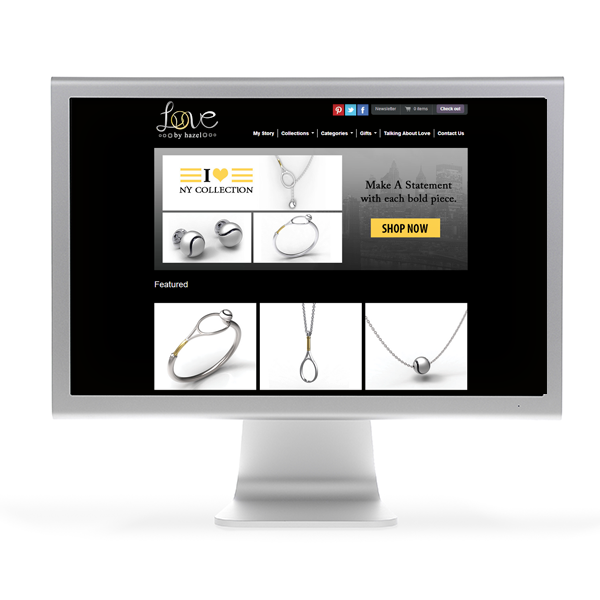 Love
by hazel
Newsletter
0 items
Check out
My Story
Collections
Categories
Gifts
Talking About Love
Contact Us
I
NY COLLECTION
Make A Statement
with each bold piece.
SHOP NOW
Featured